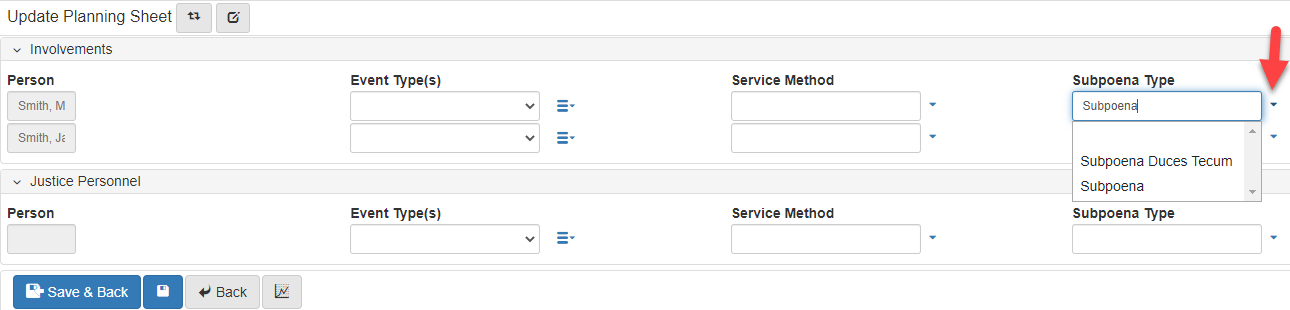 Update Planning Sheet
Involvements
Person Event Type(s) Service Method Subpoena Type
Smith, M Subpoena
Smith, Ja
Subpoena Duces Tecum
Subpoena
Justice Personnel
Person Event Type(s) Service Method Subpoena Type
Save & Back Back